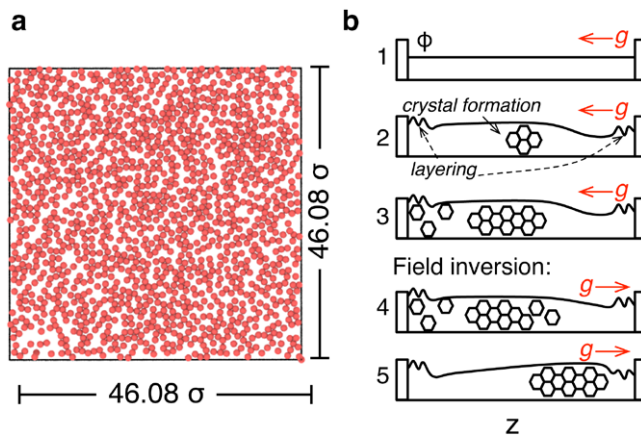 a
46.08 σ
46.08 σ
b
1
Φ
g
2
g
crystal formation
layering
3
g
Field inversion:
4
g
5
g
z